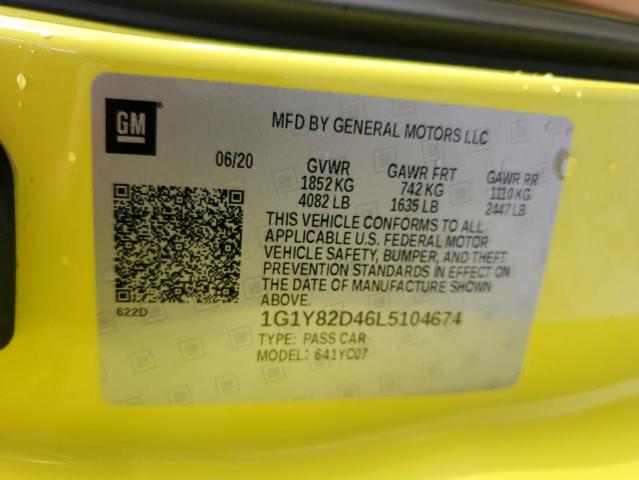 GM
MFD BY GENERAL MOTORS LLC
06/20 GVWR GAWR FRT GAWR RR
1852 KG 742 KG 1110 KG
4082 LB 1635 LB 2447 LB
THIS VEHICLE CONFORMS TO ALL
APPLICABLE U.S. FEDERAL MOTOR
VEHICLE SAFETY, BUMPER, AND THEFT
PREVENTION STANDARDS IN EFFECT ON
THE DATE OF MANUFACTURE SHOWN
ABOVE.
622D
1G1Y82D46L5104674
TYPE: PASS CAR
MODEL: 641YC07